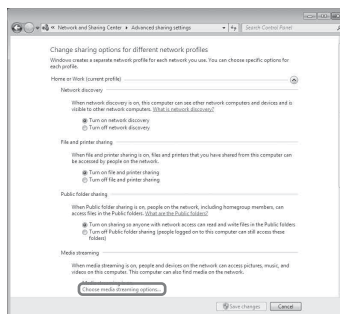 « Network and Sharing Center ▸ Advanced sharing settings
Search Control Panel
Change sharing options for different network profiles
Windows creates a separate network profile for each network you use. You can choose specific options for
each profile.
Home or Work (current profile)
Network discovery
When network discovery is on, this computer can see other network computers and devices and is
visible to other network computers. What is network discovery?
Turn on network discovery
Turn off network discovery
File and printer sharing
When file and printer sharing is on, files and printers that you have shared from this computer can
be accessed by people on the network.
Turn on file and printer sharing
Turn off file and printer sharing
Public folder sharing
When Public folder sharing is on, people on the network, including homegroup members, can
access files in the Public folders. What are the Public folders?
Turn on sharing so anyone with network access can read and write files in the Public folders
Turn off Public folder sharing (people logged on to this computer can still access these
folders)
Media streaming
When media streaming is on, people and devices on the network can access pictures, music, and
videos on this computer. This computer can also find media on the network.
Choose media streaming options...
Save changes
Cancel